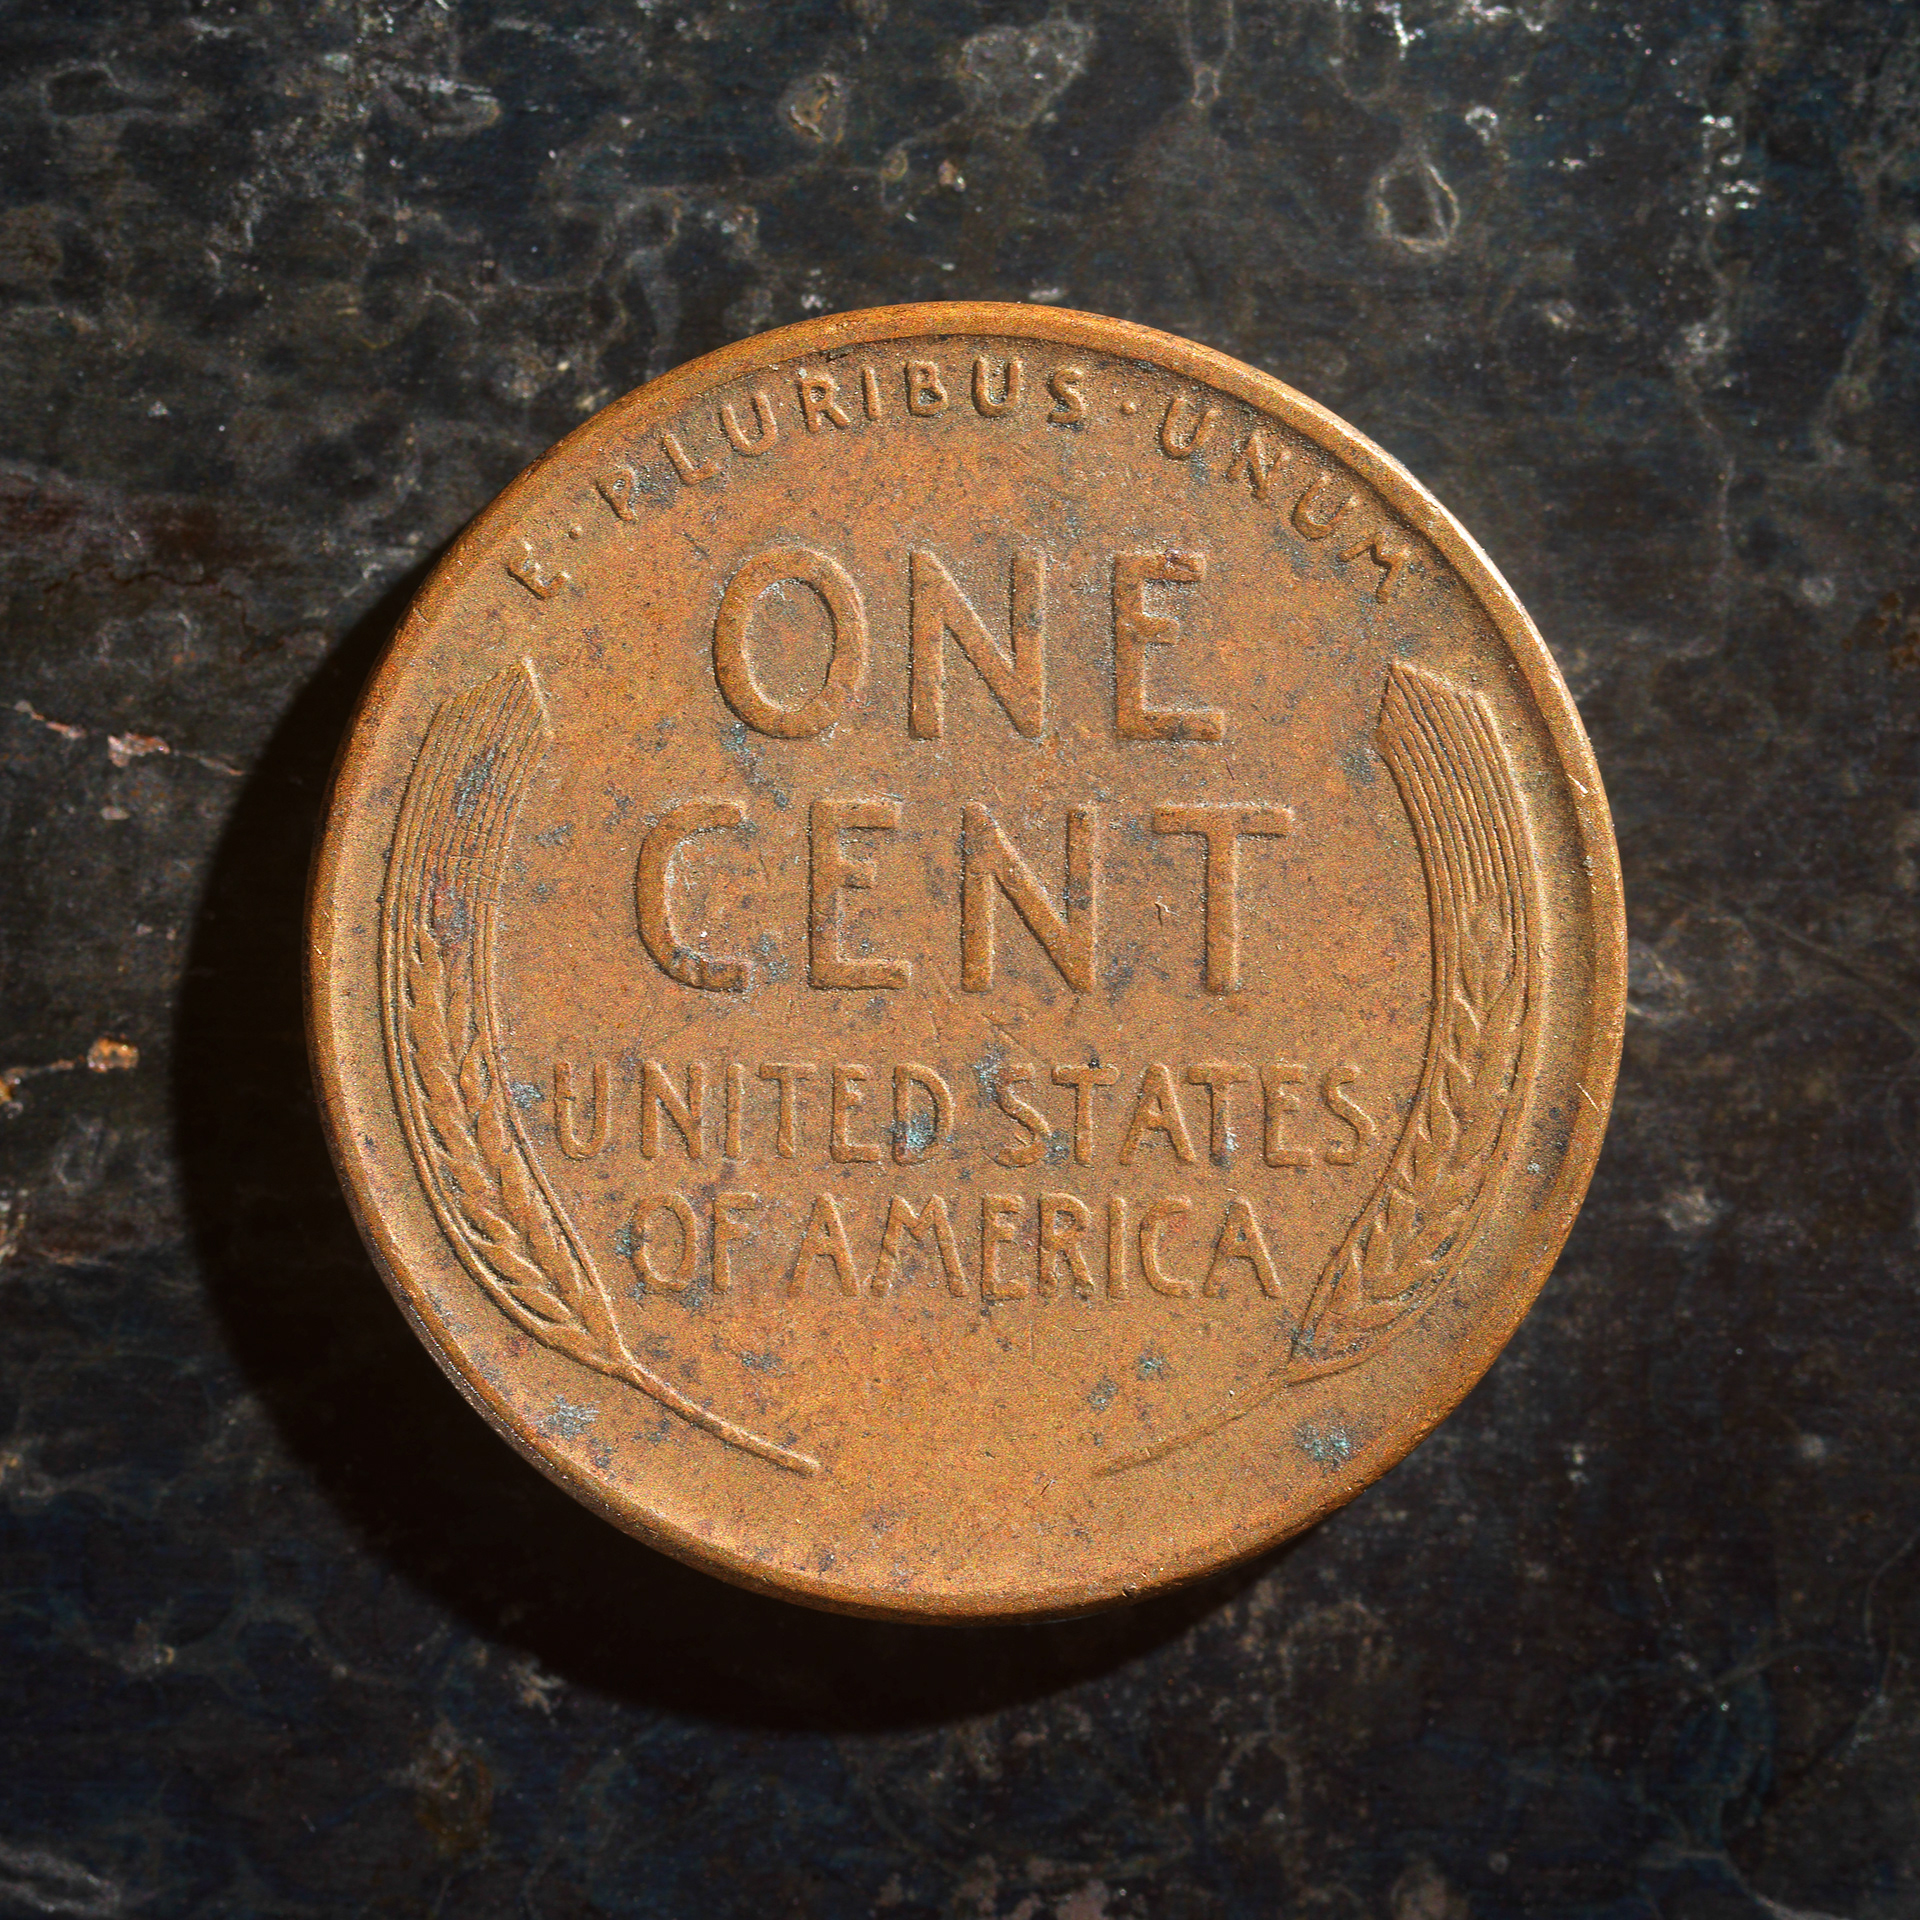 E·PLURIBUS·UNUM
ONE
CENT
UNITED STATES
OF AMERICA